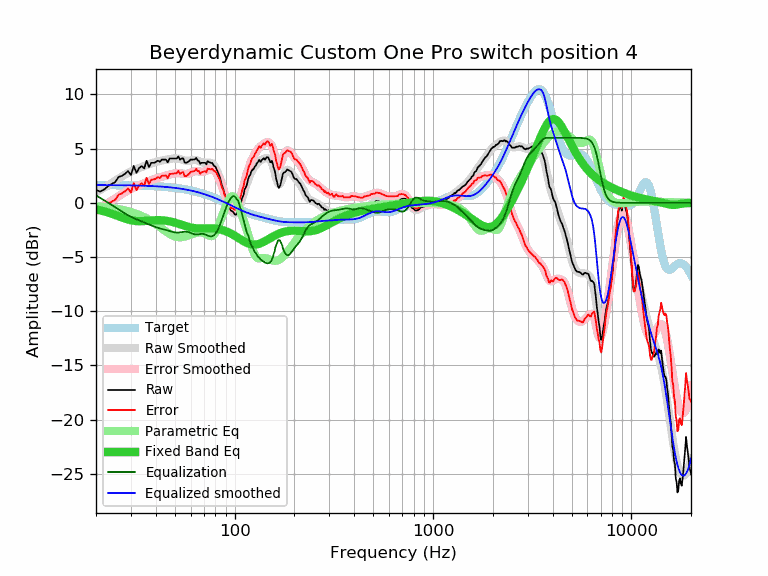 Beyerdynamic Custom One Pro switch position 4
Amplitude (dBr)
10
5
0
−5
−10
−15
−20
−25
Target
Raw Smoothed
Error Smoothed
Raw
Error
Parametric Eq
Fixed Band Eq
Equalization
Equalized smoothed
100
1000
10000
Frequency (Hz)